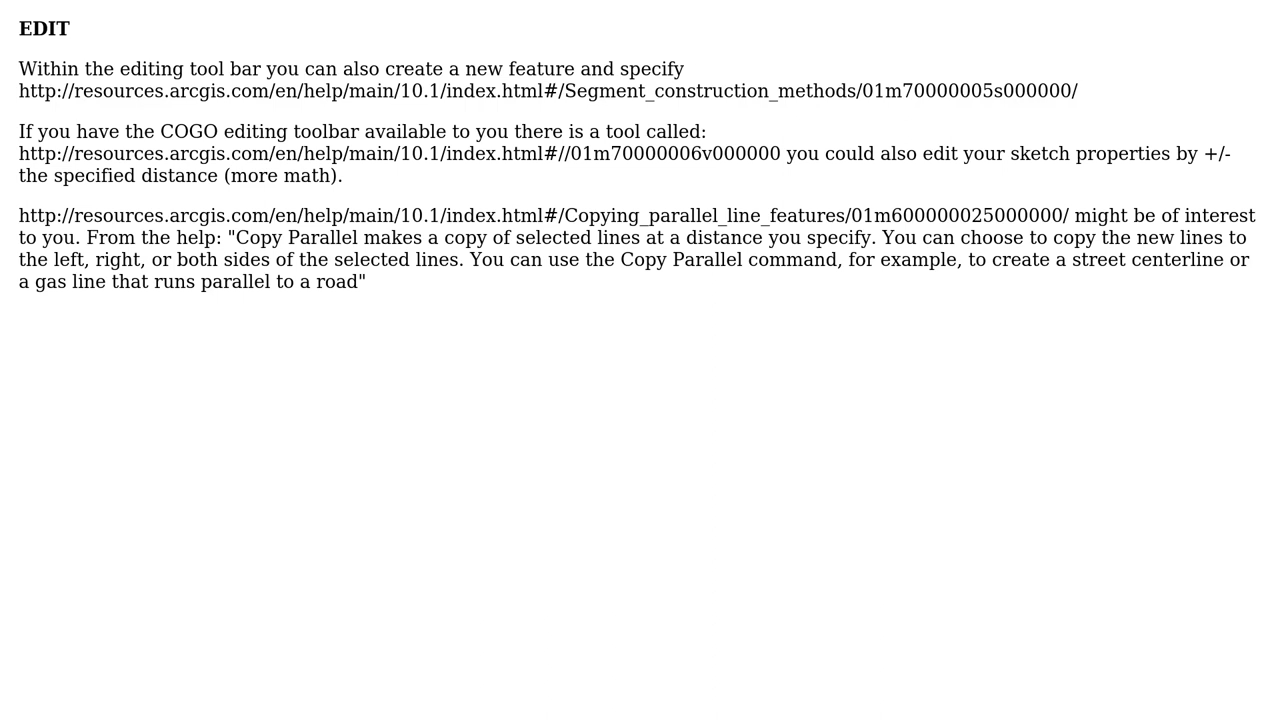 EDIT
Within the editing tool bar you can also create a new feature and specify
http://resources.arcgis.com/en/help/main/10.1/index.html#/Segment_construction_methods/01m70000005s000000/
If you have the COGO editing toolbar available to you there is a tool called:
http://resources.arcgis.com/en/help/main/10.1/index.html#//01m70000006v000000 you could also edit your sketch properties by +/-
the specified distance (more math).
http://resources.arcgis.com/en/help/main/10.1/index.html#/Copying_parallel_line_features/01m600000025000000/ might be of interest
to you. From the help: "Copy Parallel makes a copy of selected lines at a distance you specify. You can choose to copy the new lines to
the left, right, or both sides of the selected lines. You can use the Copy Parallel command, for example, to create a street centerline or
a gas line that runs parallel to a road"